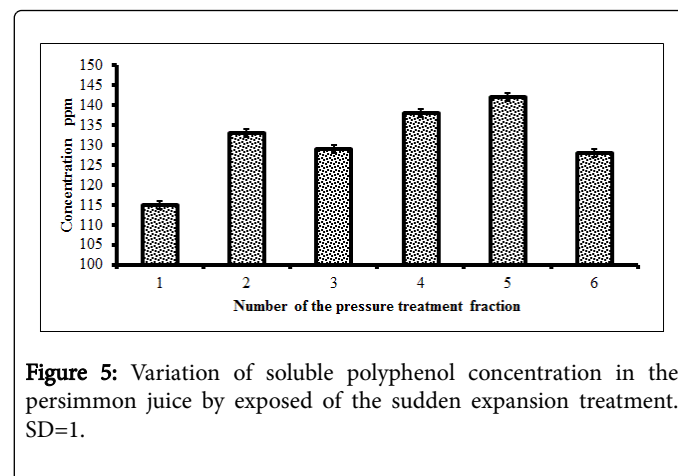 150
145
140
135
130
125
120
115
110
105
100
Concentration ppm
1 2 3 4 5 6
Number of the pressure treatment fraction
Figure 5: Variation of soluble polyphenol concentration in the
persimmon juice by exposed of the sudden expansion treatment.
SD=1.